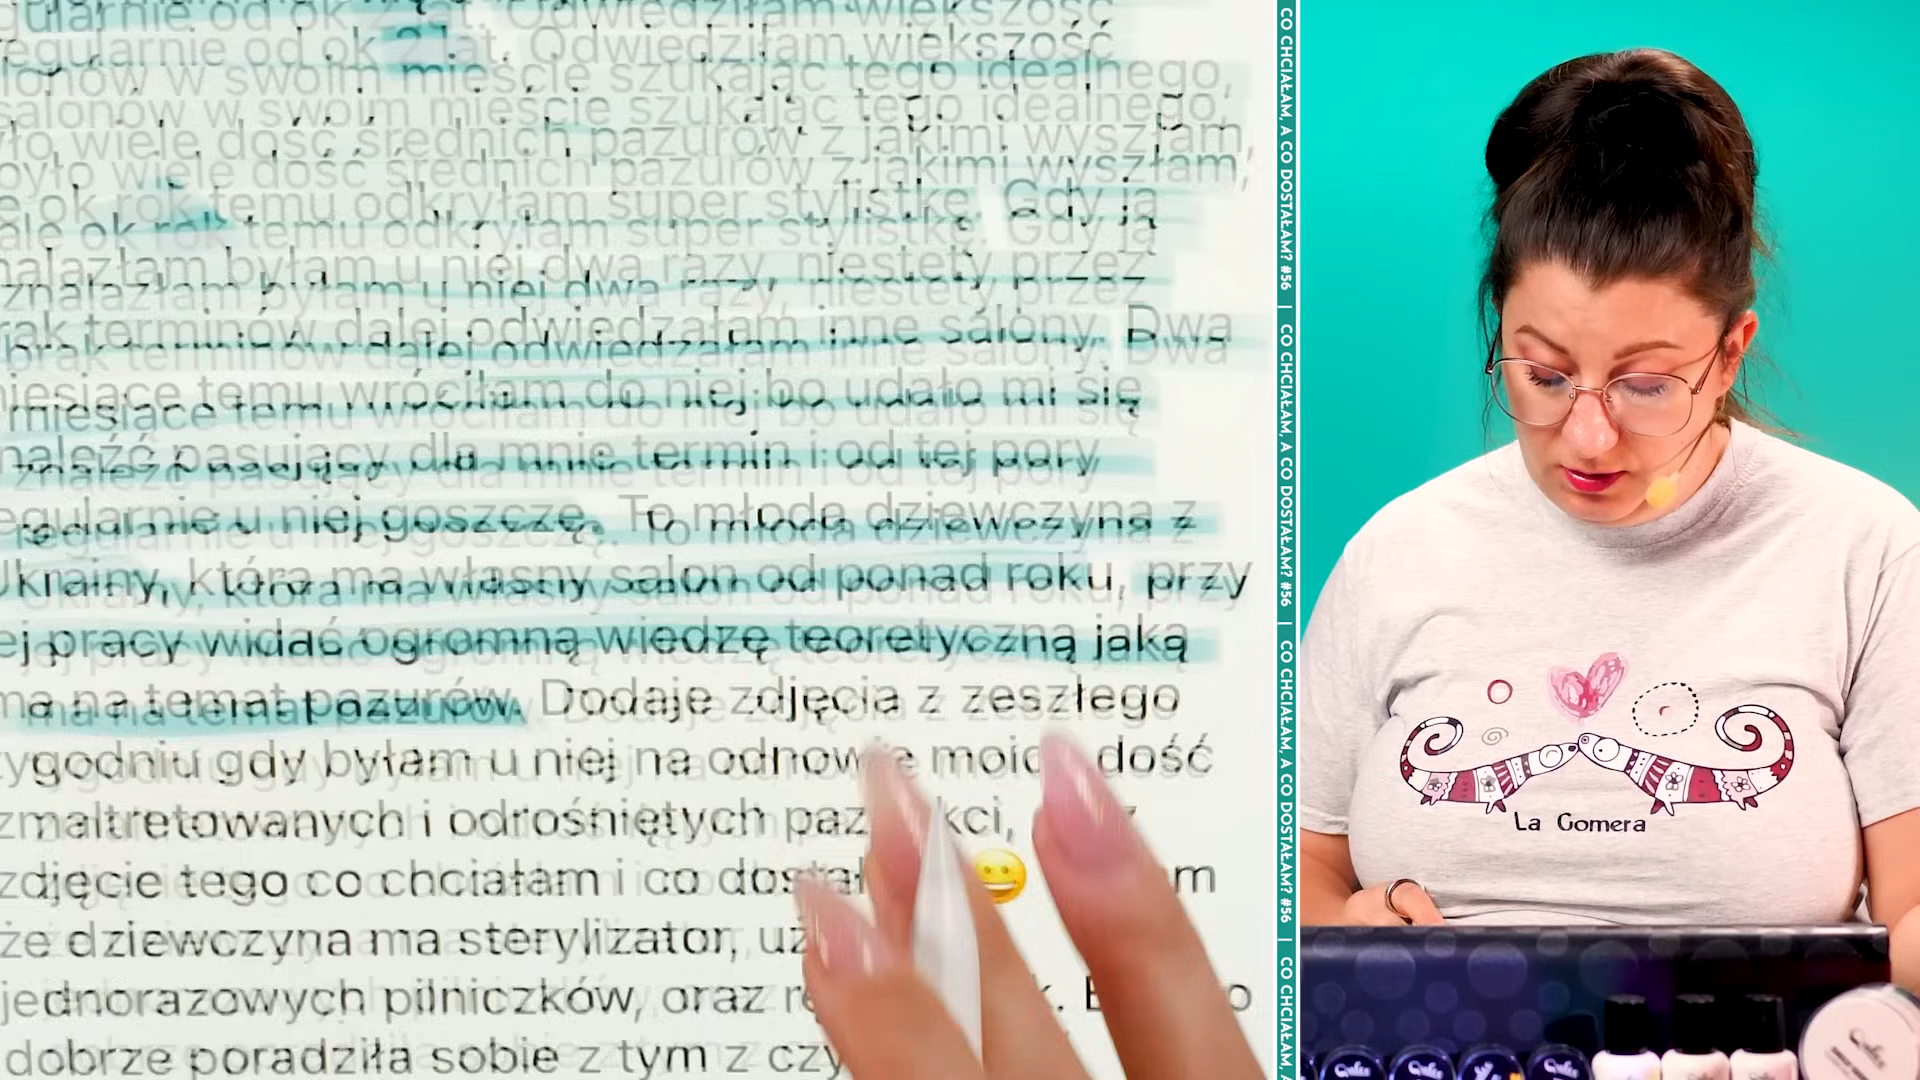 regularnie od ok 2 lat. Odwiedziłam większość
salonów w swoim mieście szukając tego idealnego,
było wiele dość średnich pazurów z jakimi wyszłam,
ale ok rok temu odkryłam super stylistkę. Gdy ją
znalazłam byłam u niej dwa razy, niestety przez
brak terminów dalej odwiedzałam inne salony. Dwa
miesiące temu wróciłam do niej bo udało mi się
znaleźć pasujący dla mnie termin i od tej pory
regularnie u niej goszczę. To młoda dziewczyna z
Ukrainy, która ma własny salon od ponad roku, przy
ej pracy widać ogromną wiedzę teoretyczną jaką
ma na temat pazurów. Dodaje zdjęcia z zeszłego
tygodniu gdy byłam u niej na odnowie dość
zmaltretowanych i odrośniętych
zdjęcie tego co chciałam i co 😀
że dziewczyna ma sterylizator,
jednorazowych pilniczków, oraz
dobrze poradziła sobie z tym z
CO CHCIAŁAM, A CO DOSTAŁAM? #56 | CO CHCIAŁAM, A CO DOSTAŁAM? #56 | CO CHCIAŁAM, A CO DOSTAŁAM? #56 | CO CHCIAŁAM, A
La Gomera